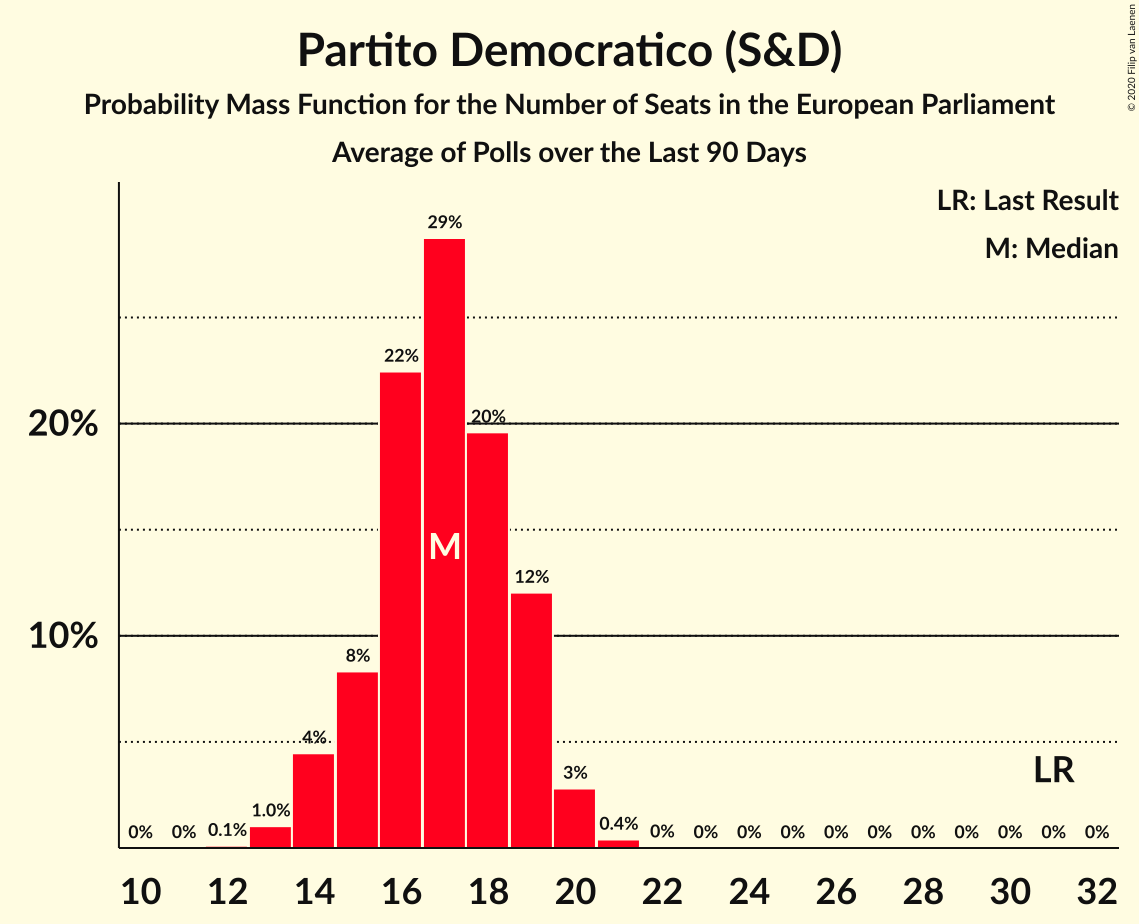 Partito Democratico (S&D)
Probability Mass Function for the Number of Seats in the European Parliament
Average of Polls over the Last 90 Days
© 2020 Filip van Laenen
LR: Last Result
M: Median
20%
10%
0% 0% 0.1% 1.0% 4% 8% 22% 29% 20% 12% 3% 0.4% 0% 0% 0% 0% 0% 0% 0% 0% 0% 0% 0%
M
LR
10 12 14 16 18 20 22 24 26 28 30 32